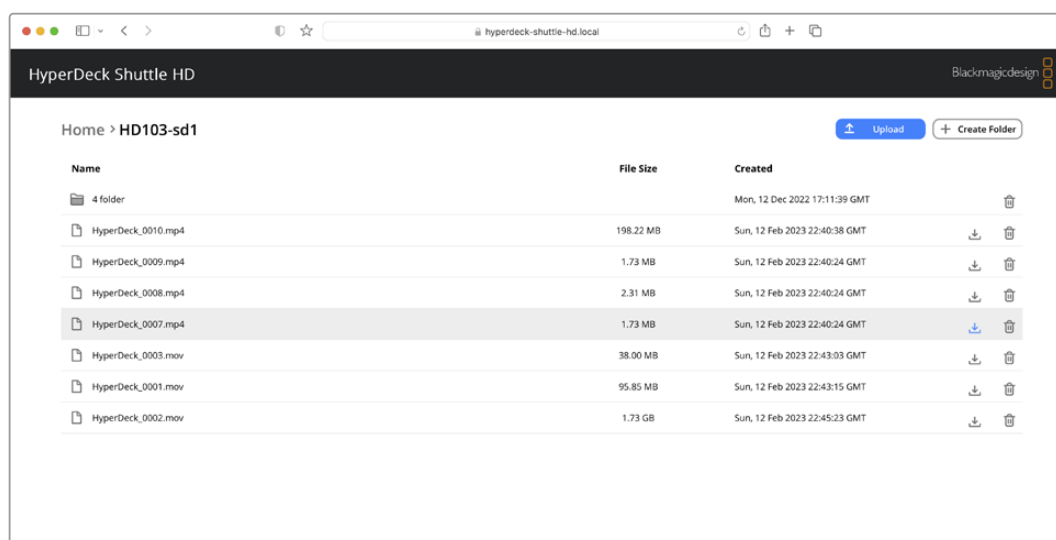 hyperdeck-shuttle-hd.local
HyperDeck Shuttle HD
Blackmagicdesign
Home > HD103-sd1
Upload
+ Create Folder
Name File Size Created
4 folder Mon, 12 Dec 2022 17:11:39 GMT
HyperDeck_0010.mp4 198.22 MB Sun, 12 Feb 2023 22:40:38 GMT
HyperDeck_0009.mp4 1.73 MB Sun, 12 Feb 2023 22:40:24 GMT
HyperDeck_0008.mp4 2.31 MB Sun, 12 Feb 2023 22:40:24 GMT
HyperDeck_0007.mp4 1.73 MB Sun, 12 Feb 2023 22:40:24 GMT
HyperDeck_0003.mov 38.00 MB Sun, 12 Feb 2023 22:43:03 GMT
HyperDeck_0001.mov 95.85 MB Sun, 12 Feb 2023 22:43:15 GMT
HyperDeck_0002.mov 1.73 GB Sun, 12 Feb 2023 22:45:23 GMT